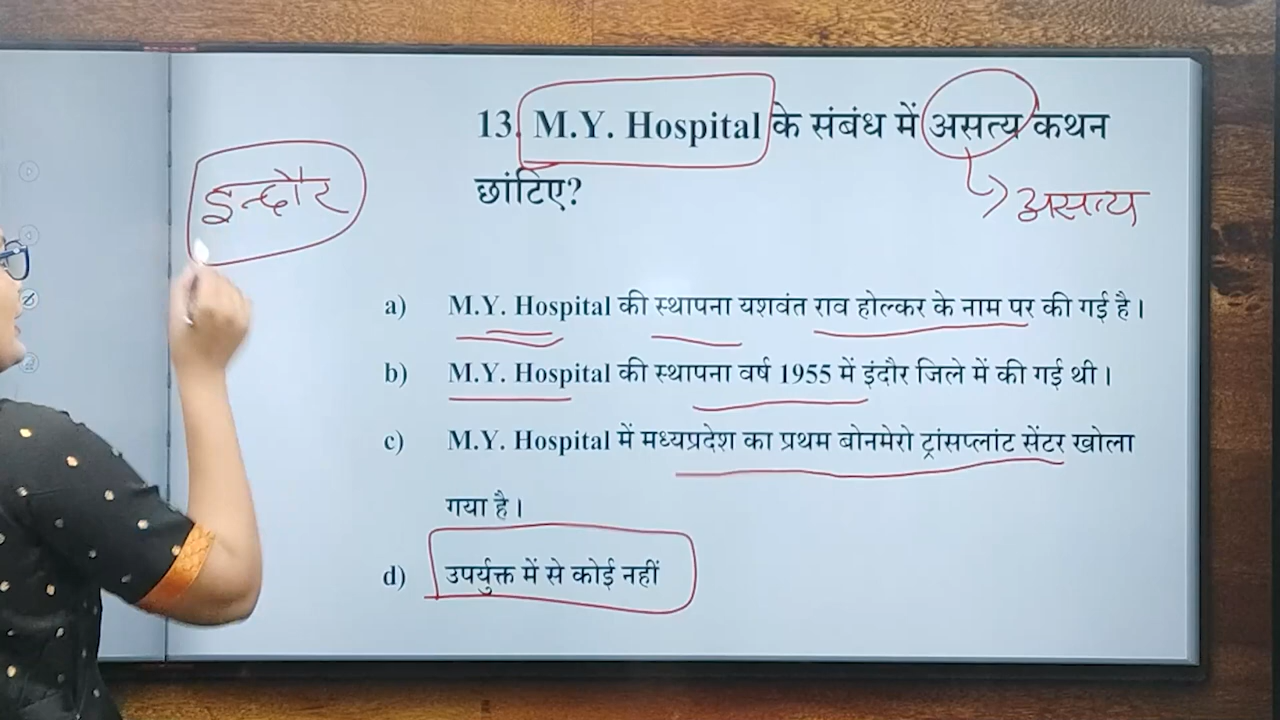 13. M.Y. Hospital के संबंध में असत्य कथन
छांटिए?
असत्य
इन्दौर
a) M.Y. Hospital की स्थापना यशवंत राव होल्कर के नाम पर की गई है।
b) M.Y. Hospital की स्थापना वर्ष 1955 में इंदौर जिले में की गई थी।
c) M.Y. Hospital में मध्यप्रदेश का प्रथम बोनमेरो ट्रांसप्लांट सेंटर खोला
गया है।
d) उपर्युक्त में से कोई नहीं